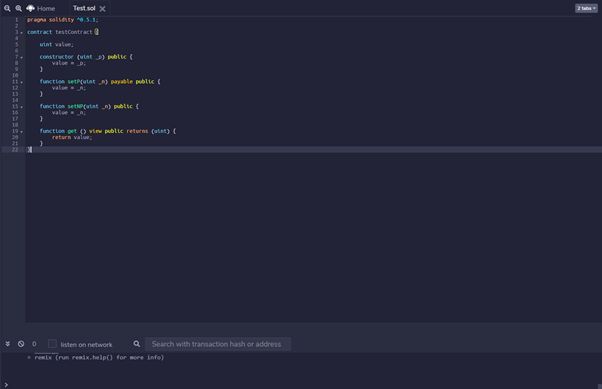 Home
Test.sol
2 tabs
1 pragma solidity ^0.5.1;
2
3 contract testContract {
4
5 uint value;
6
7 constructor (uint _p) public {
8 value = _p;
9 }
10
11 function setP(uint _n) payable public {
12 value = _n;
13 }
14
15 function setNP(uint _n) public {
16 value = _n;
17 }
18
19 function get () view public returns (uint) {
20 return value;
21 }
22 }
0 listen on network Search with transaction hash or address
remix (run remix.help() for more info)
>